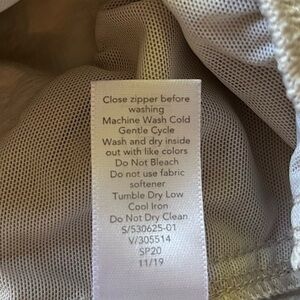 Close zipper before
washing
Machine Wash Cold
Gentle Cycle
Wash and dry inside
out with like colors
Do Not Bleach
Do not use fabric
softener
Tumble Dry Low
Cool Iron
Do Not Dry Clean
S/530625-01
V/305514
SP20
11/19